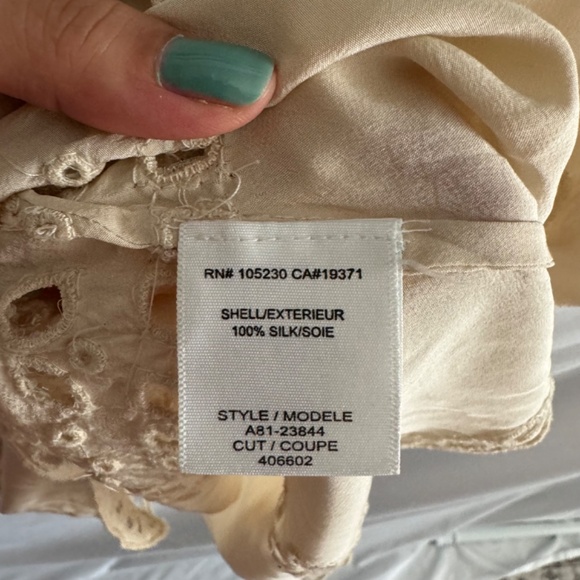 RN# 105230 CA#19371
SHELL/EXTERIEUR
100% SILK/SOIE
STYLE / MODELE
A81-23844
CUT / COUPE
406602